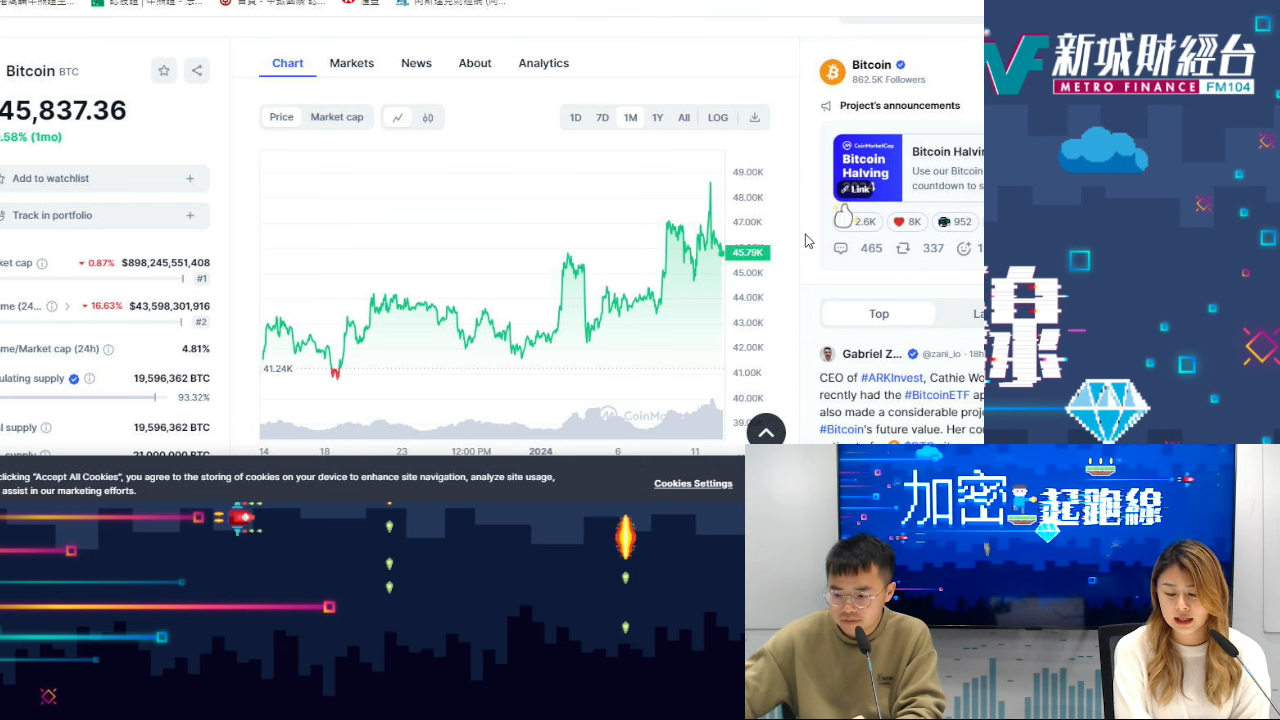 Bitcoin BTC
45,837.36
.58% (1mo)
Add to watchlist
Track in portfolio
ket cap
0.87%
$898,245,551,408
#1
me (24...
16.63%
$43,598,301,916
#2
me/Market cap (24h)
4.81%
ulating supply
19,596,362 BTC
93.32%
l supply
19,596,362 BTC
Chart
Markets
News
About
Analytics
Price
Market cap
1D
7D
1M
1Y
All
LOG
49.00K
48.00K
47.00K
45.79K
45.00K
44.00K
43.00K
42.00K
41.24K
41.00K
40.00K
39.
14
18
23
12:00 PM
2024
6
11
Bitcoin
862.5K Followers
Project's announcements
CoinMarketCap
Bitcoin
Halving
Link
Bitcoin Halvin
Use our Bitcoin
countdown to s
2.6K
8K
952
465
337
Top
La
Gabriel Z...
@zani_io · 18h
CEO of #ARKInvest, Cathie Wo
recently had the #BitcoinETF ap
also made a considerable proj
#Bitcoin's future value. Her co
clicking "Accept All Cookies", you agree to the storing of cookies on your device to enhance site navigation, analyze site usage,
assist in our marketing efforts.
Cookies Settings
新城財經台
METRO FINANCE FM104
加密起跑線